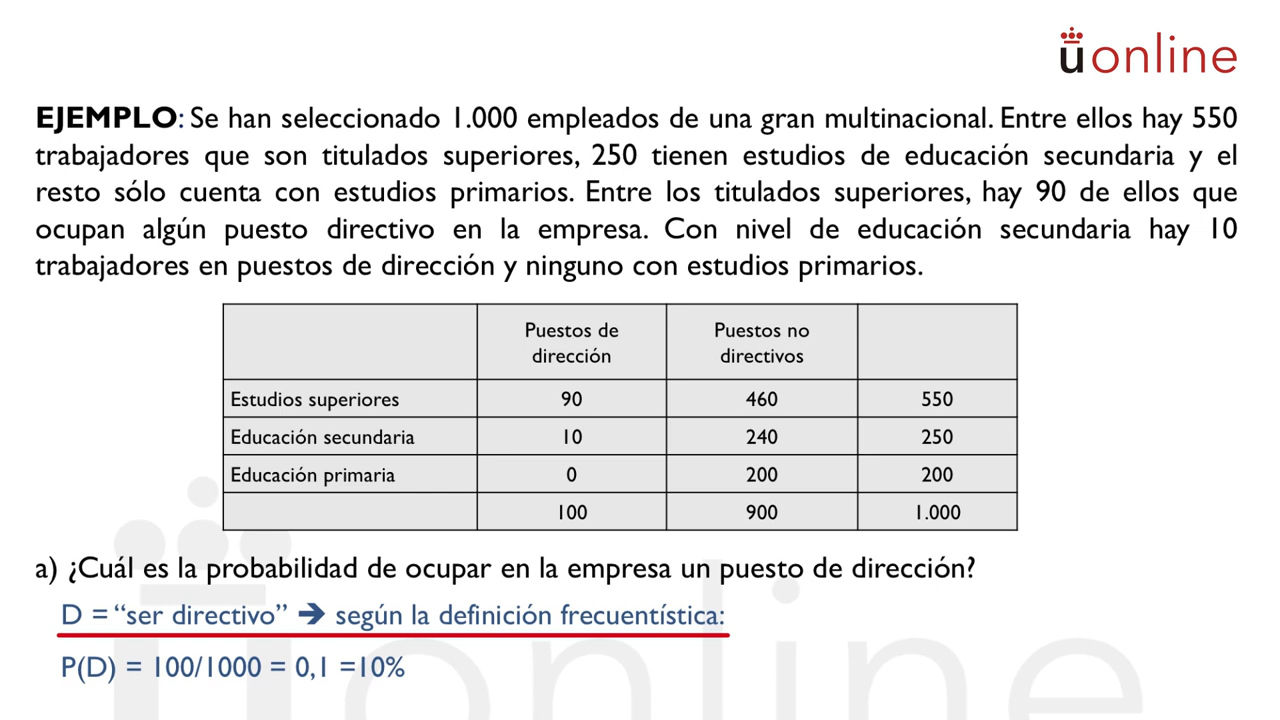 uonline
EJEMPLO: Se han seleccionado 1.000 empleados de una gran multinacional. Entre ellos hay 550
trabajadores que son titulados superiores, 250 tienen estudios de educación secundaria y el
resto sólo cuenta con estudios primarios. Entre los titulados superiores, hay 90 de ellos que
ocupan algún puesto directivo en la empresa. Con nivel de educación secundaria hay 10
trabajadores en puestos de dirección y ninguno con estudios primarios.
Puestos de Puestos no
dirección directivos
Estudios superiores 90 460 550
Educación secundaria 10 240 250
Educación primaria 0 200 200
100 900 1.000
a) ¿Cuál es la probabilidad de ocupar en la empresa un puesto de dirección?
D = “ser directivo” ➔ según la definición frecuentística:
P(D) = 100/1000 = 0,1 =10%
uonline